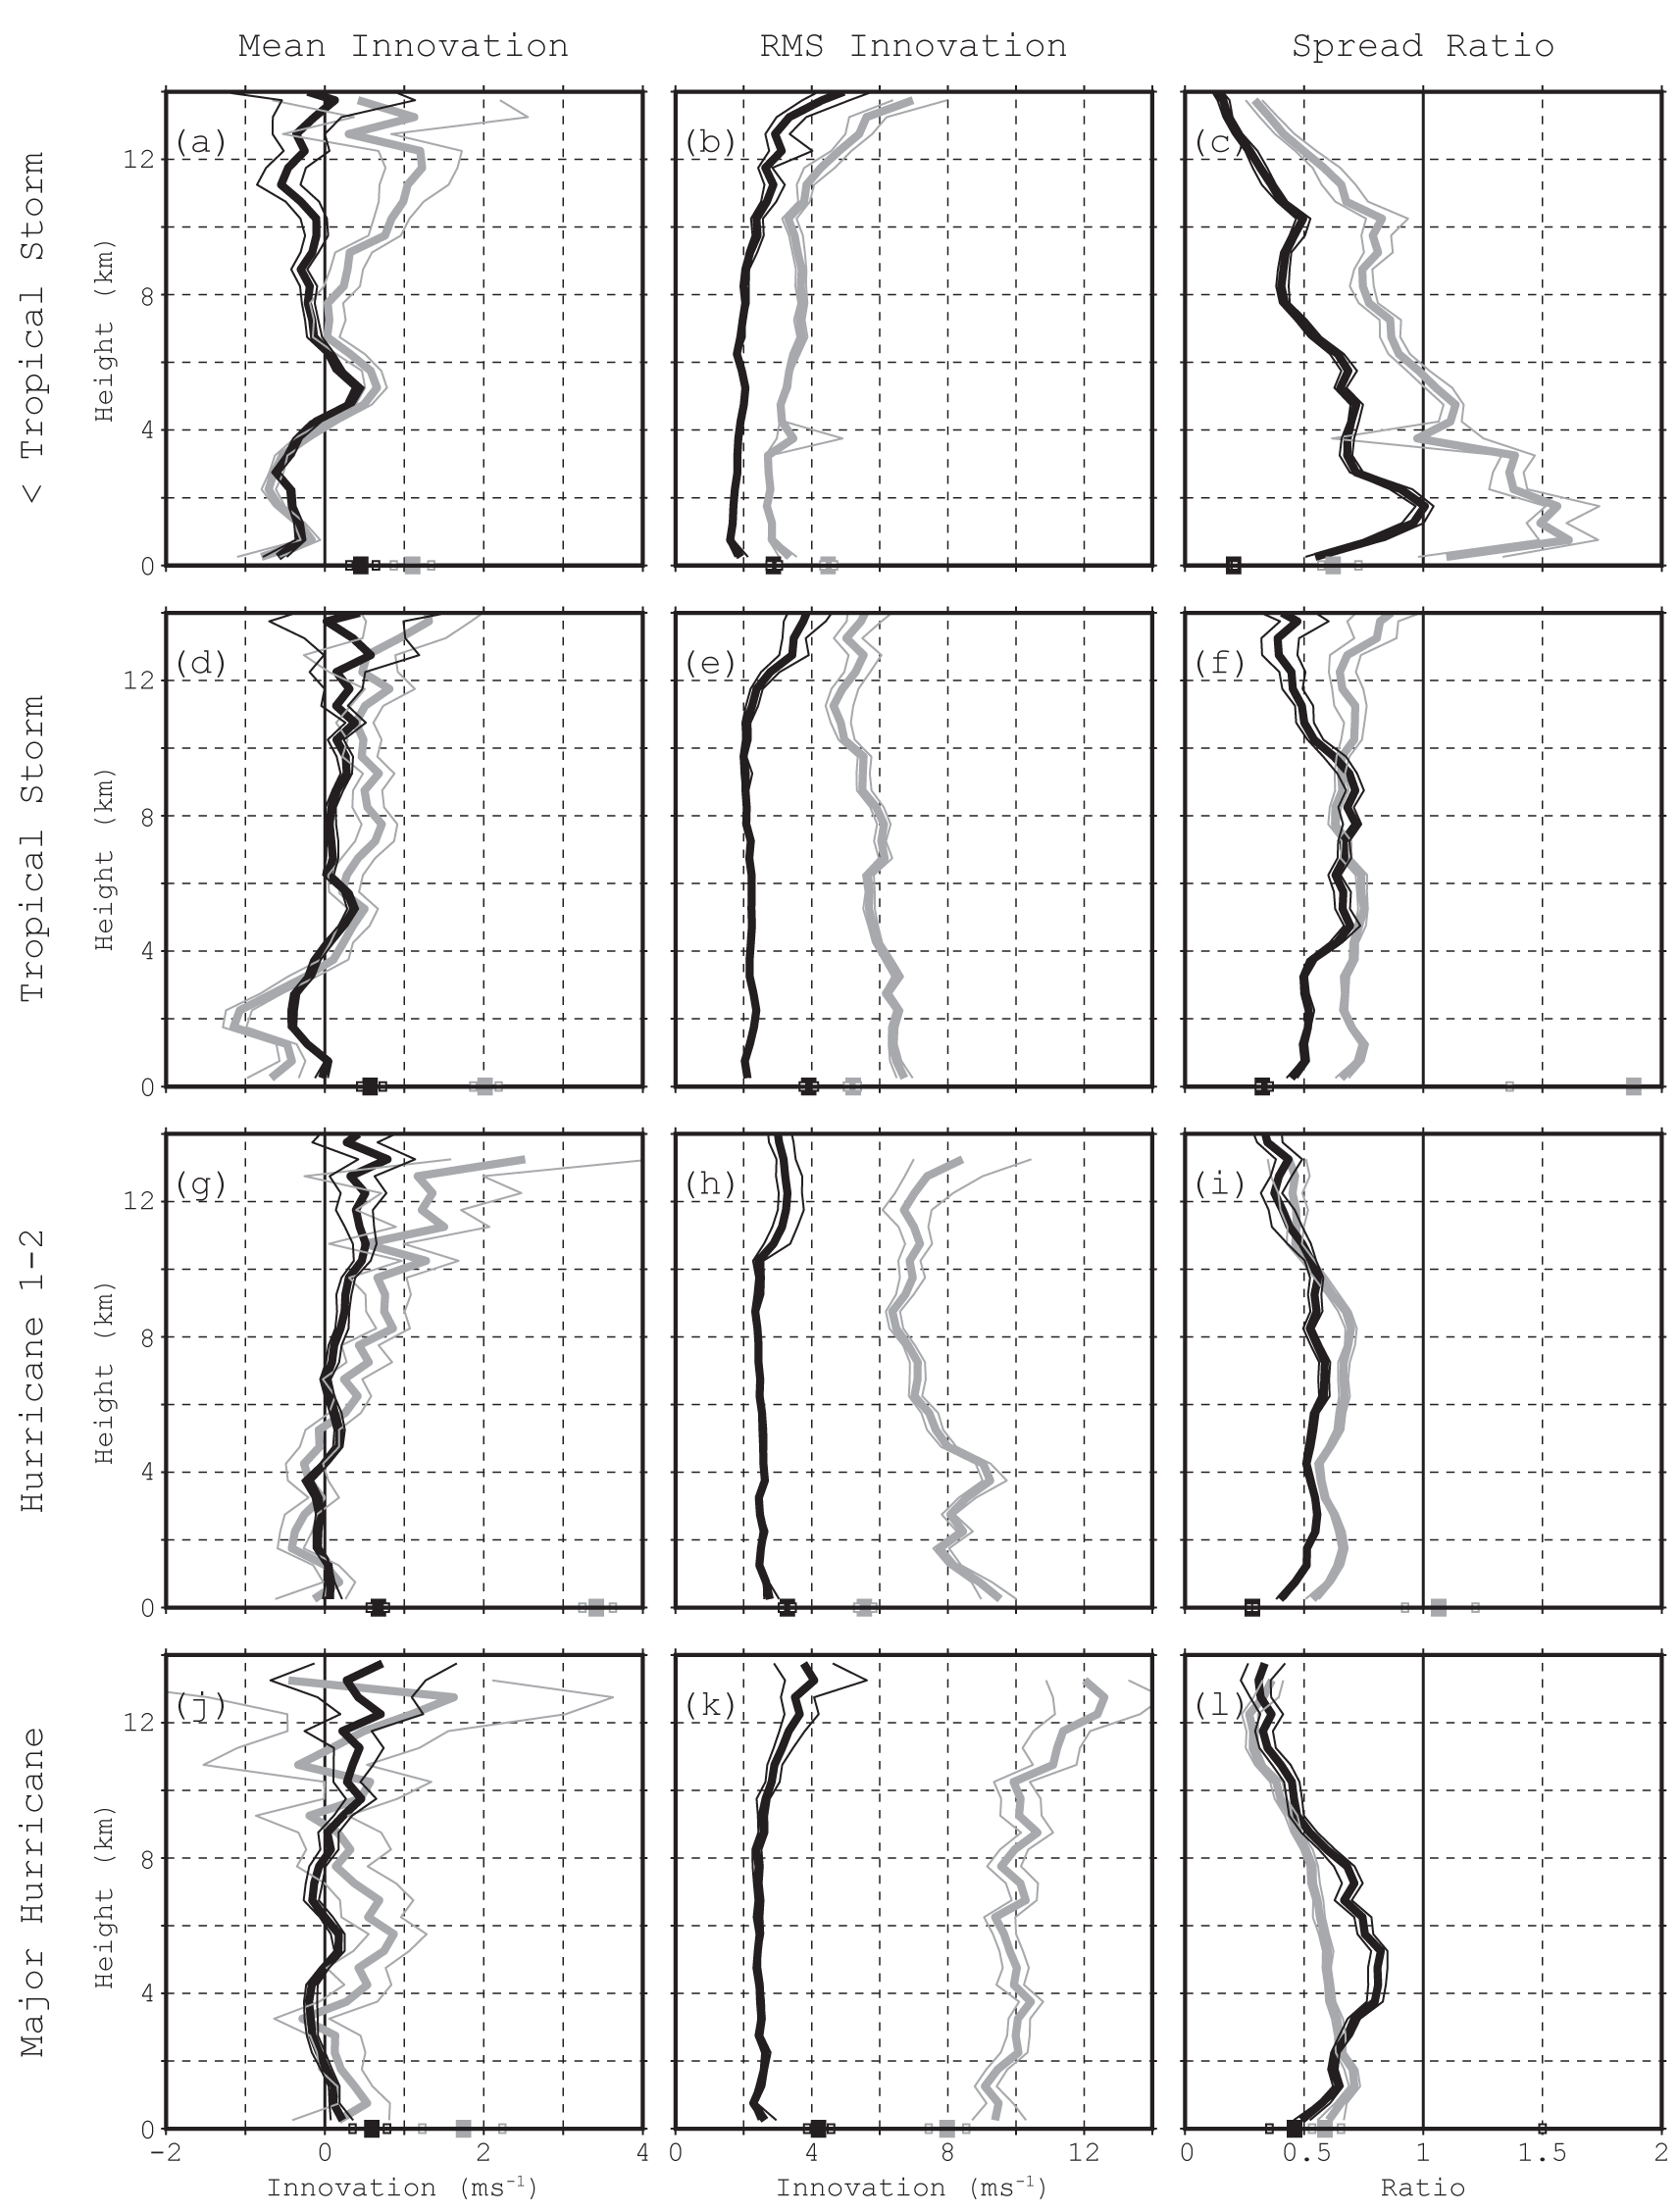 Mean Innovation RMS Innovation Spread Ratio
< Tropical Storm
Height (km)
12
8
4
0
(a) (b) (c)
Tropical Storm
Height (km)
12
8
4
0
(d) (e) (f)
Hurricane 1-2
Height (km)
12
8
4
0
(g) (h) (i)
Major Hurricane
Height (km)
12
8
4
0
(j) (k) (l)
-2 0 2 4 0 4 8 12 0 0.5 1 1.5 2
Innovation (ms⁻¹) Innovation (ms⁻¹) Ratio